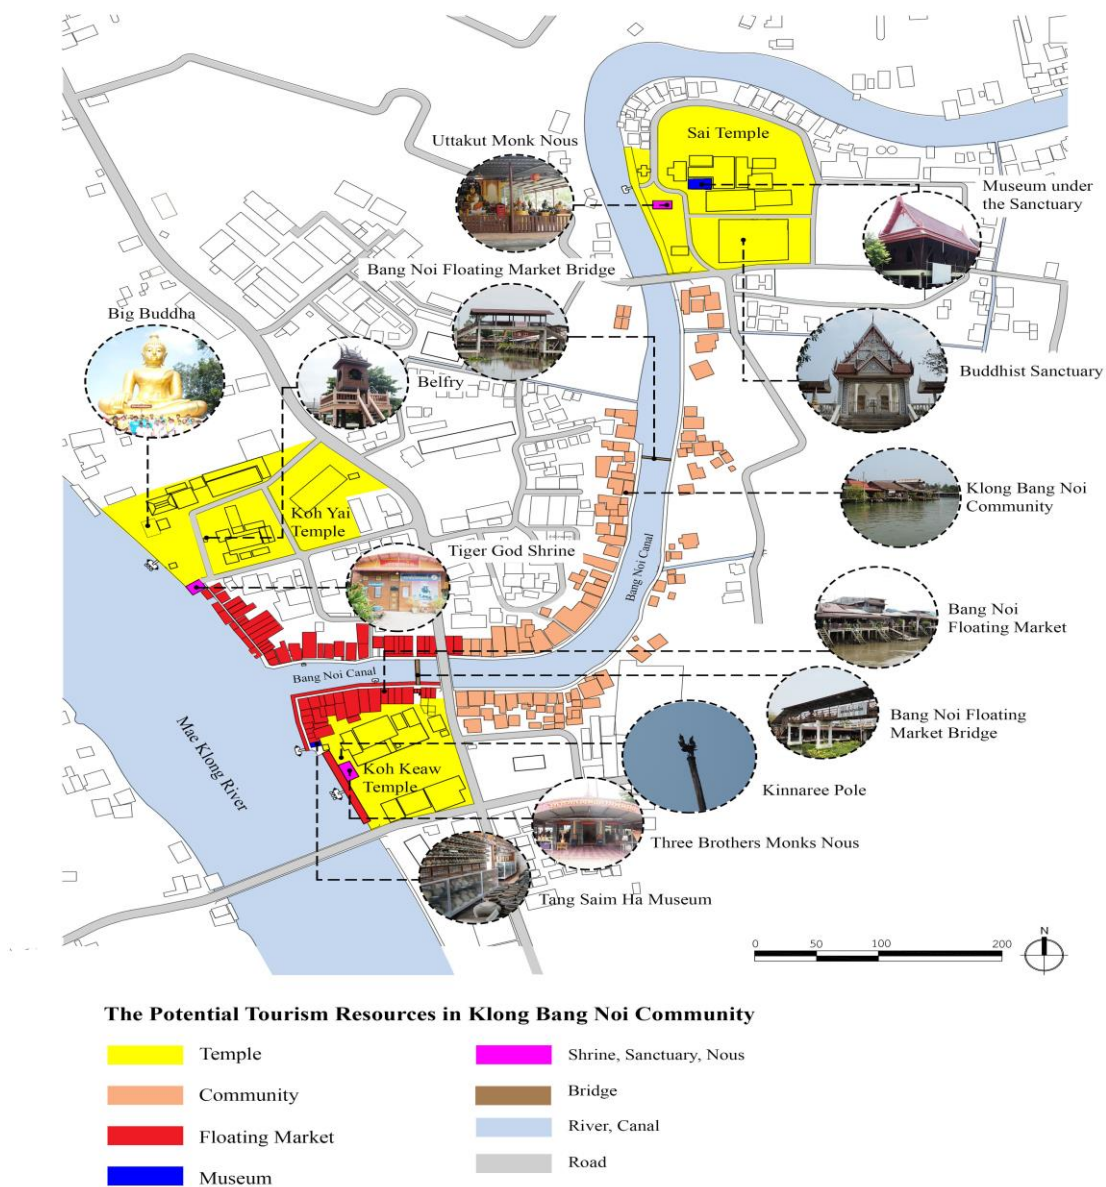 Sai Temple
Uttakut Monk Nous
Museum under
the Sanctuary
Bang Noi Floating Market Bridge
Big Buddha
Belfry
Buddhist Sanctuary
Klong Bang Noi
Community
Koh Yai
Temple
Tiger God Shrine
Bang Noi Canal
Bang Noi
Floating Market
Bang Noi Canal
Mae Klong River
Bang Noi Floating
Market Bridge
Koh Keaw
Temple
Kinnaree Pole
Three Brothers Monks Nous
Tang Saim Ha Museum
N
0 50 100 200
The Potential Tourism Resources in Klong Bang Noi Community
Temple
Community
Floating Market
Museum
Shrine, Sanctuary, Nous
Bridge
River, Canal
Road